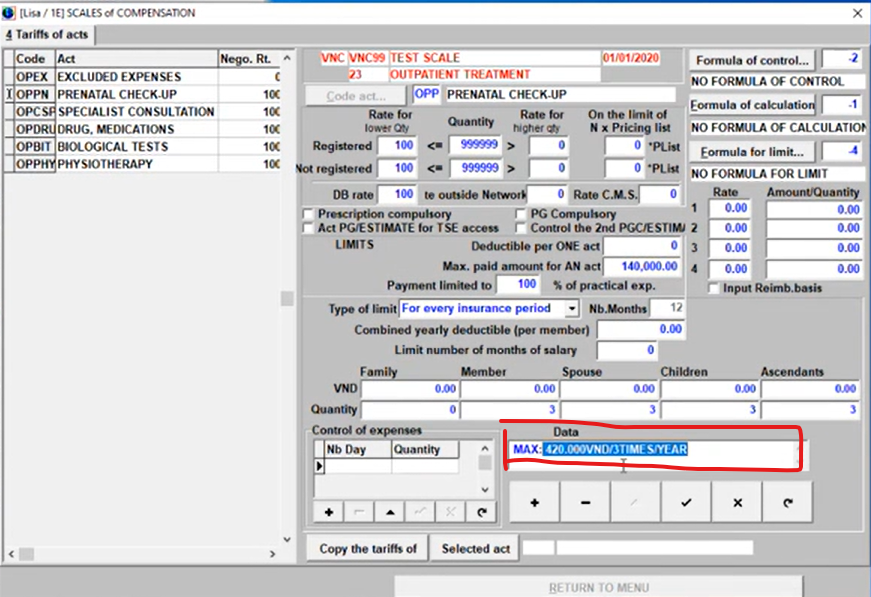 [Lisa / 1E] SCALES of COMPENSATION
4 Tariffs of acts
Code Act Nego. Rt.
OPEX EXCLUDED EXPENSES 0
OPPN PRENATAL CHECK-UP 100
OPCSP SPECIALIST CONSULTATION 100
OPDRU DRUG, MEDICATIONS 100
OPBIT BIOLOGICAL TESTS 100
OPPHY PHYSIOTHERAPY 100
VNC VNC99 TEST SCALE 01/01/2020
23 OUTPATIENT TREATMENT
Code act... OPP PRENATAL CHECK-UP
Rate for lower Qty Quantity Rate for higher qty On the limit of N x Pricing list
Registered 100 <= 999999 > 0 0 *PList
Not registered 100 <= 999999 > 0 0 *PList
DB rate 100 te outside Network 0 Rate C.M.S. 0
Prescription compulsory PG Compulsory
Act PG/ESTIMATE for TSE access Control the 2nd PGC/ESTIMA
LIMITS Deductible per ONE act 0
Max. paid amount for AN act 140,000.00
Payment limited to 100 % of practical exp.
Formula of control... -2
NO FORMULA OF CONTROL
Formula of calculation -1
NO FORMULA OF CALCULATION
Formula for limit... -4
NO FORMULA FOR LIMIT
Rate Amount/Quantity
1 0.00 0.00
2 0.00 0.00
3 0.00 0.00
4 0.00 0.00
Input Reimb.basis
Type of limit For every insurance period Nb.Months 12
Combined yearly deductible (per member) 0.00
Limit number of months of salary 0
Family Member Spouse Children Ascendants
VND 0.00 0.00 0.00 0.00 0.00
Quantity 0 3 3 3 3
Control of expenses
Nb Day Quantity
Data
MAX: 420.000VND/3TIMES/YEAR
Copy the tariffs of Selected act
RETURN TO MENU